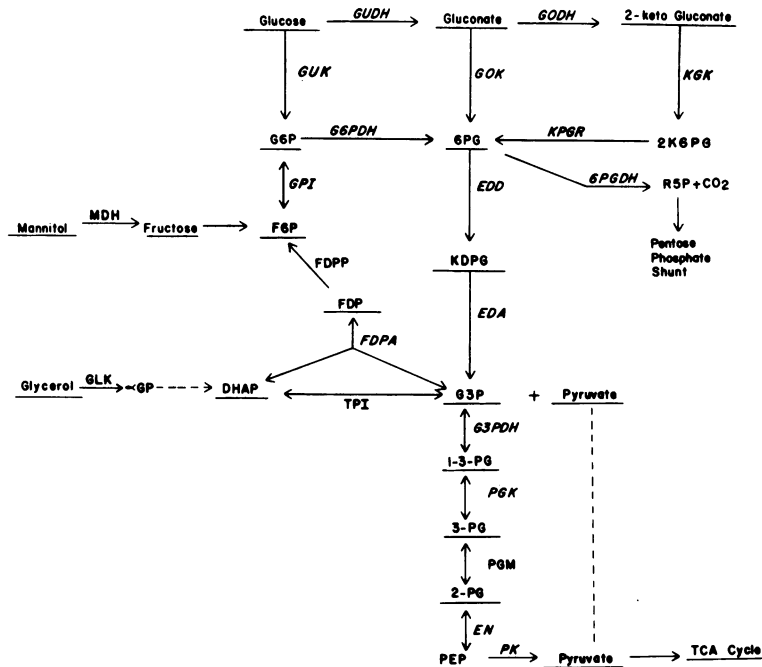 Glucose GUDH Gluconate GODH 2-keto Gluconate
GUK GOK KGK
G6P G6PDH 6PG KPGR 2K6PG
GPI EDD 6PGDH R5P+CO2
Mannitol MDH Fructose F6P
Pentose
Phosphate
Shunt
FDPP KDPG
FDP
FDPA EDA
Glycerol GLK ∝GP DHAP TPI G3P + Pyruvate
G3PDH
1-3-PG
PGK
3-PG
PGM
2-PG
EN
PEP PK Pyruvate TCA Cycle